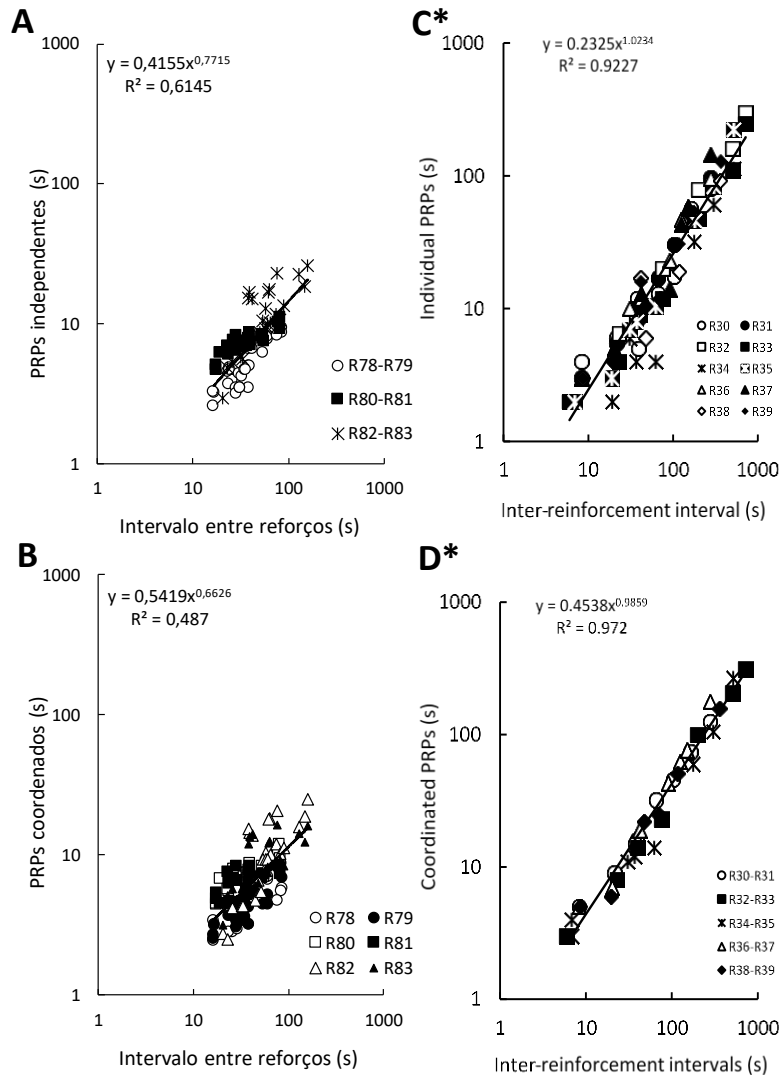 A
1000
100
10
1
y = 0,4155x^0,7715
R² = 0,6145
PRPs independentes (s)
R78-R79
R80-R81
R82-R83
1 10 100 1000
Intervalo entre reforços (s)
B
1000
100
10
1
y = 0,5419x^0,6626
R² = 0,487
PRPs coordenados (s)
R78 R79
R80 R81
R82 R83
1 10 100 1000
Intervalo entre reforços (s)
C*
1000
100
10
1
y = 0.2325x^1.0234
R² = 0.9227
Individual PRPs (s)
R30 R31
R32 R33
R34 R35
R36 R37
R38 R39
1 10 100 1000
Inter-reinforcement interval (s)
D*
1000
100
10
1
y = 0.4538x^0.9859
R² = 0.972
Coordinated PRPs (s)
R30-R31
R32-R33
R34-R35
R36-R37
R38-R39
1 10 100 1000
Inter-reinforcement intervals (s)